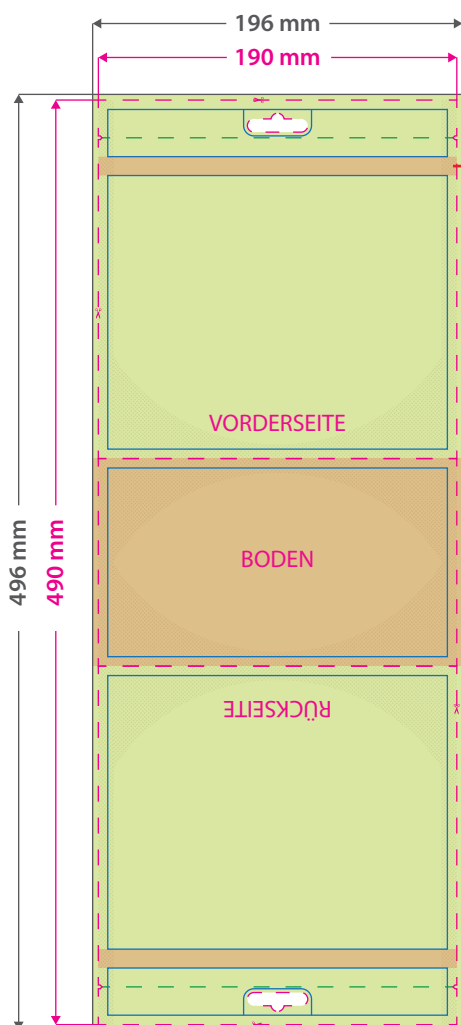 196 mm
190 mm
496 mm
490 mm
VORDERSEITE
BODEN
RÜCKSEITE